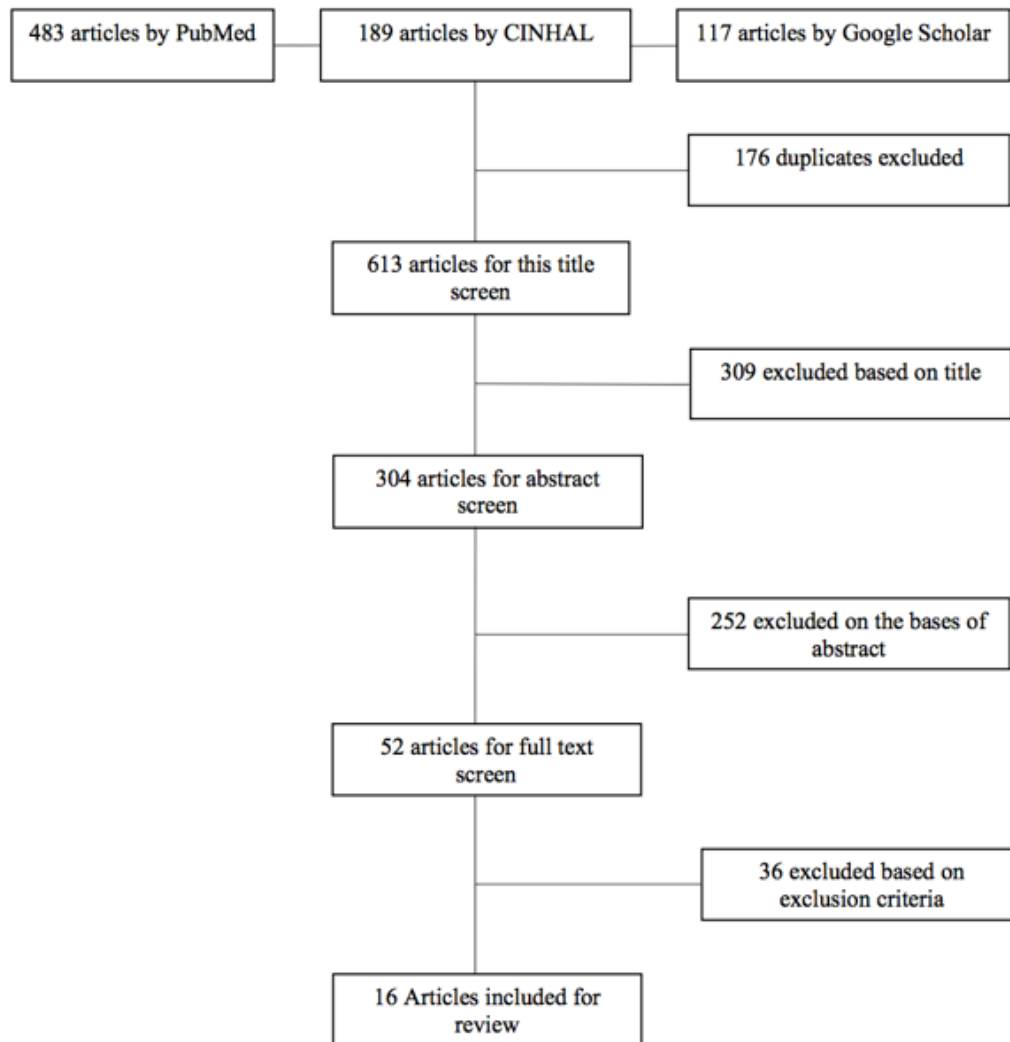 483 articles by PubMed
189 articles by CINHAL
117 articles by Google Scholar
176 duplicates excluded
613 articles for this title
screen
309 excluded based on title
304 articles for abstract
screen
252 excluded on the bases of
abstract
52 articles for full text
screen
36 excluded based on
exclusion criteria
16 Articles included for
review